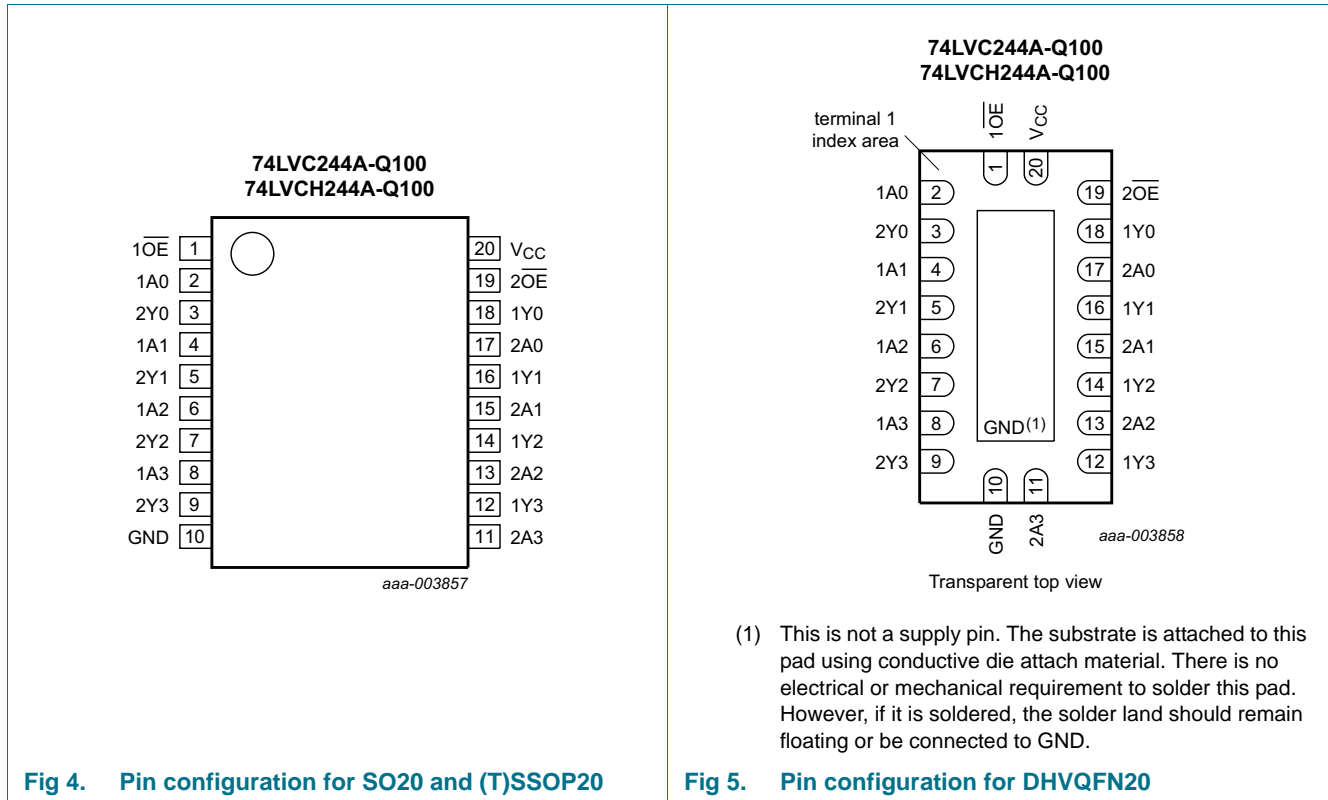 74LVC244A-Q100
74LVCH244A-Q100
1OE 1
1A0 2
2Y0 3
1A1 4
2Y1 5
1A2 6
2Y2 7
1A3 8
2Y3 9
GND 10
20 VCC
19 2OE
18 1Y0
17 2A0
16 1Y1
15 2A1
14 1Y2
13 2A2
12 1Y3
11 2A3
aaa-003857
Fig 4. Pin configuration for SO20 and (T)SSOP20
74LVC244A-Q100
74LVCH244A-Q100
terminal 1
index area
1OE
VCC
1
20
1A0 2
2Y0 3
1A1 4
2Y1 5
1A2 6
2Y2 7
1A3 8
2Y3 9
19 2OE
18 1Y0
17 2A0
16 1Y1
15 2A1
14 1Y2
13 2A2
12 1Y3
GND(1)
10
11
GND
2A3
aaa-003858
Transparent top view
(1) This is not a supply pin. The substrate is attached to this
pad using conductive die attach material. There is no
electrical or mechanical requirement to solder this pad.
However, if it is soldered, the solder land should remain
floating or be connected to GND.
Fig 5. Pin configuration for DHVQFN20